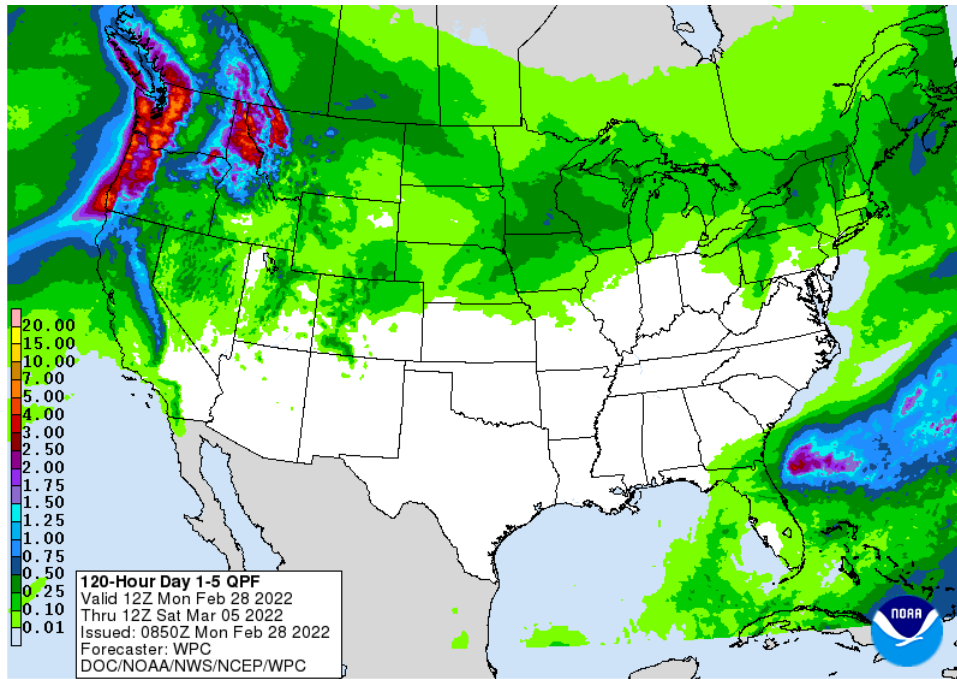 20.00
15.00
10.00
7.00
5.00
4.00
3.00
2.50
2.00
1.75
1.50
1.25
1.00
0.75
0.50
0.25
0.10
0.01
120-Hour Day 1-5 QPF
Valid 12Z Mon Feb 28 2022
Thru 12Z Sat Mar 05 2022
Issued: 0850Z Mon Feb 28 2022
Forecaster: WPC
DOC/NOAA/NWS/NCEP/WPC
NOAA